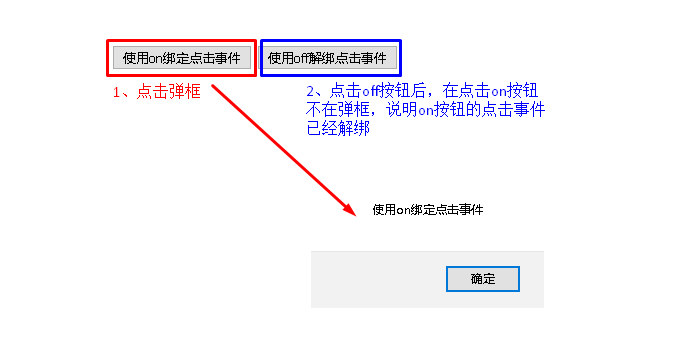 使用on绑定点击事件
使用off解绑点击事件
1、点击弹框
2、点击off按钮后，在点击on按钮
不在弹框，说明on按钮的点击事件
已经解绑
使用on绑定点击事件
确定